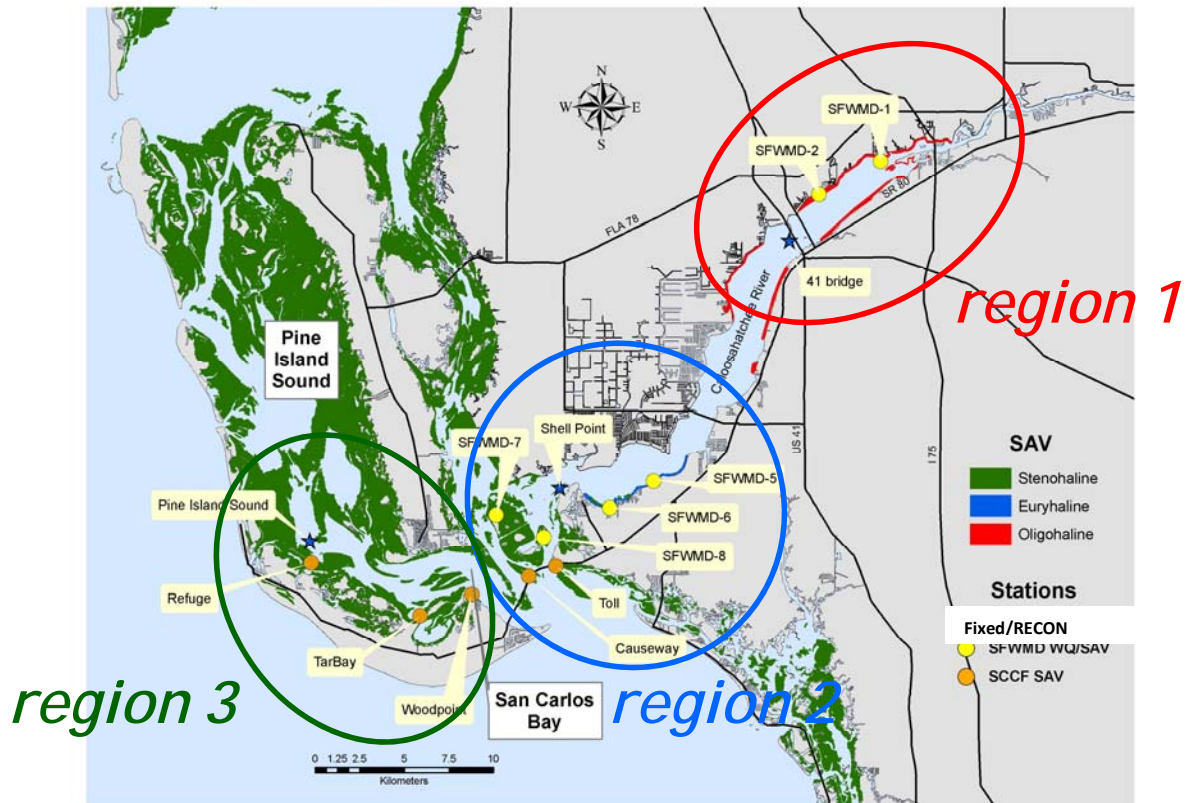 N
W
E
S
SFWMD-1
SFWMD-2
SR 80
FLA 78
41 bridge
region 1
Caloosahatchee River
Pine
Island
Sound
Shell Point
SFWMD-7
US 41
I 75
SAV
Stenohaline
Euryhaline
Oligohaline
SFWMD-5
SFWMD-6
SFWMD-8
Pine Island Sound
Refuge
Toll
TarBay
Causeway
Woodpoint
Stations
Fixed/RECON
SFWMD WQ/SAV
SCCF SAV
region 3
San Carlos
Bay
region 2
0 1.25 2.5 5 7.5 10
Kilometers